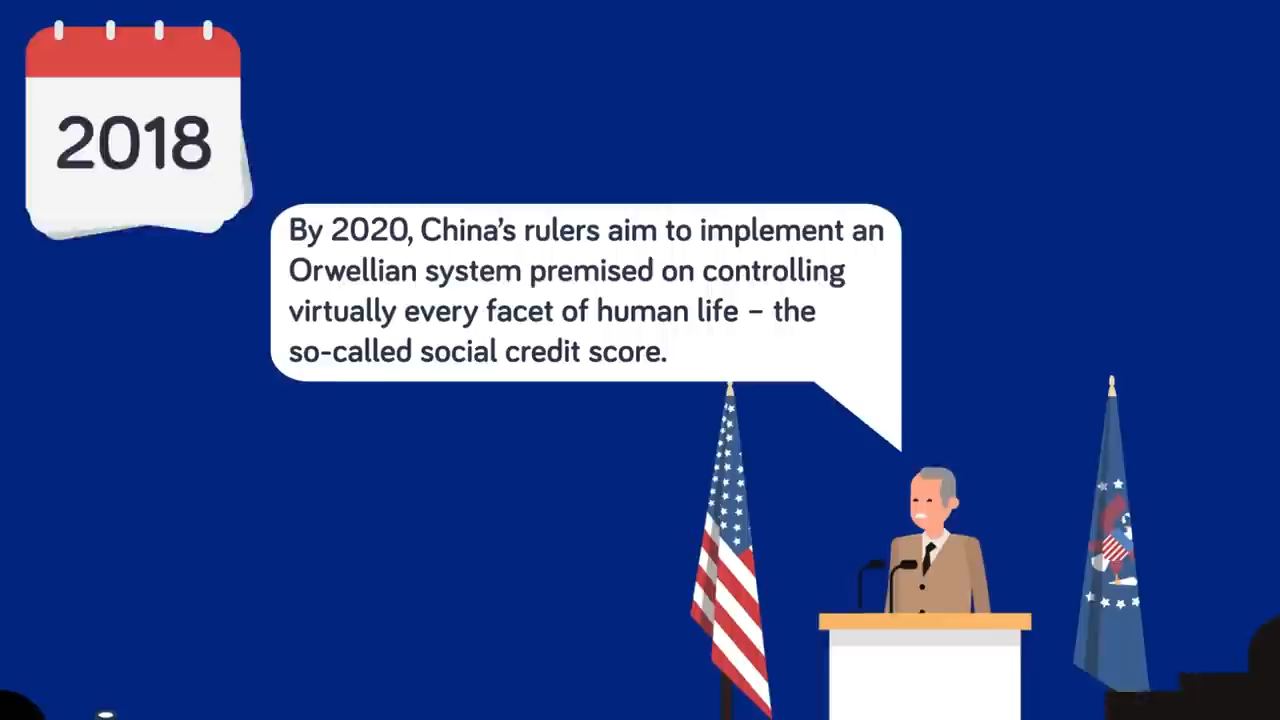 2018
By 2020, China's rulers aim to implement an
Orwellian system premised on controlling
virtually every facet of human life – the
so-called social credit score.